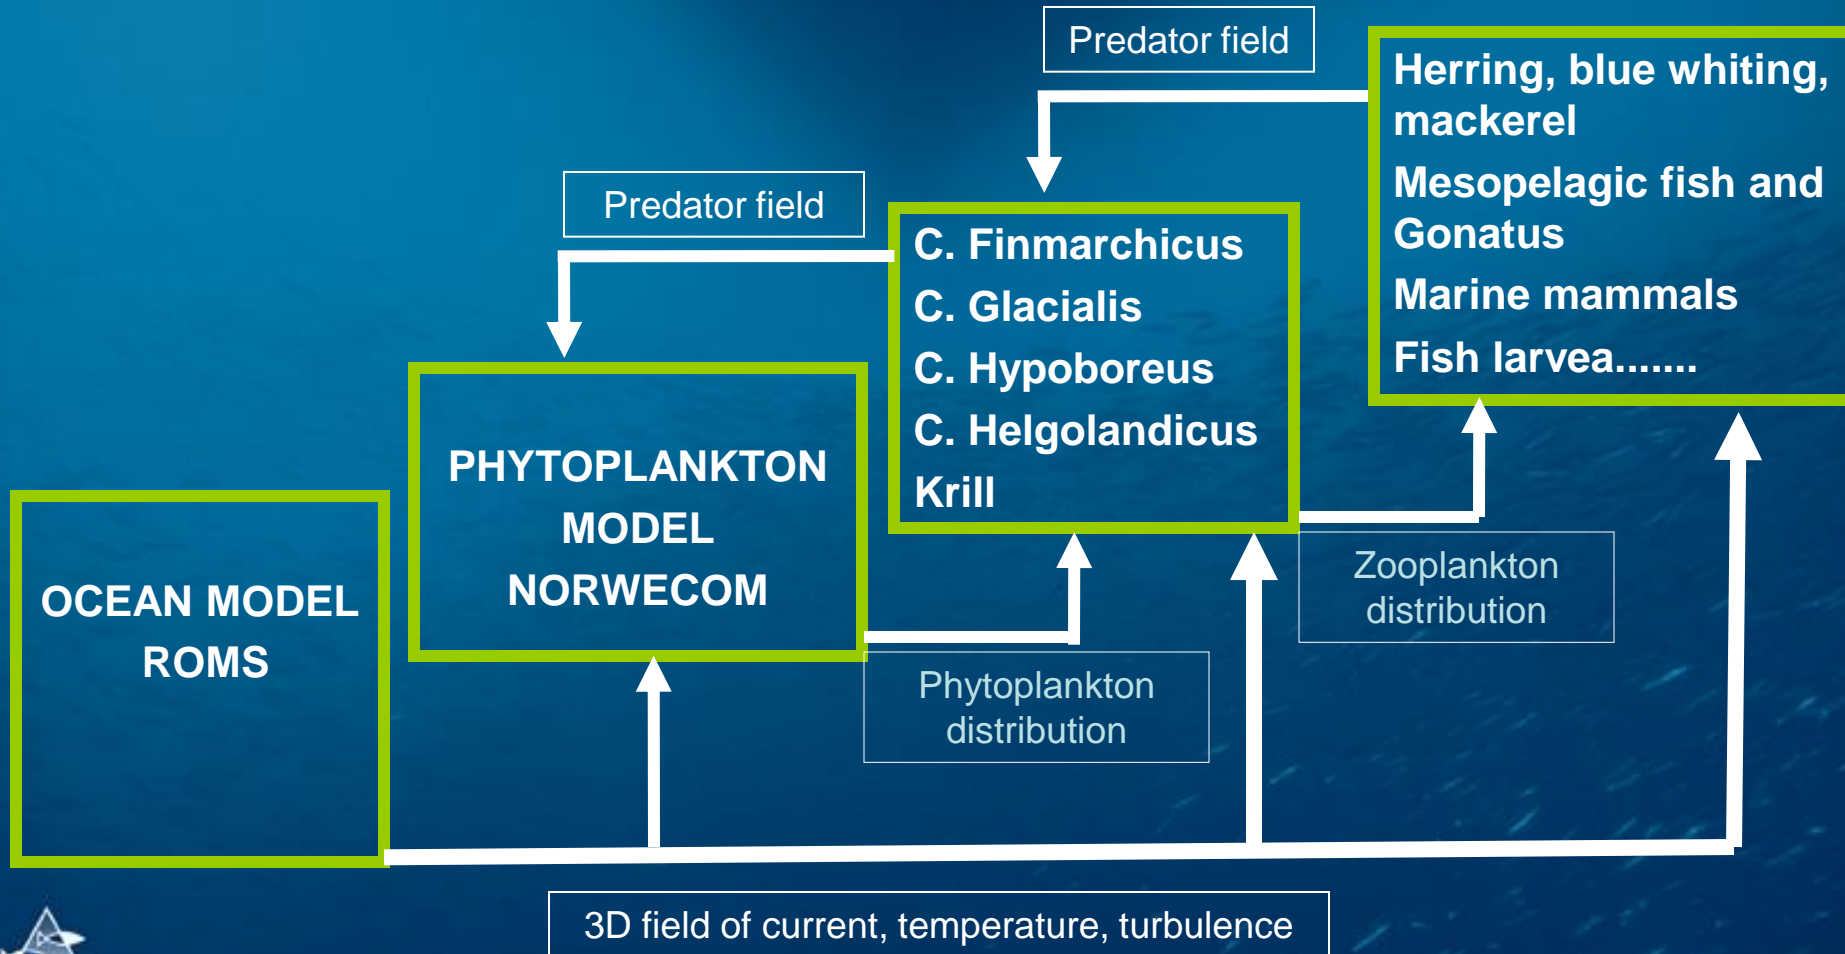 Predator field
Herring, blue whiting,
mackerel
Mesopelagic fish and
Gonatus
Marine mammals
Fish larvea.......
Predator field
C. Finmarchicus
C. Glacialis
C. Hypoboreus
C. Helgolandicus
Krill
PHYTOPLANKTON
MODEL
NORWECOM
OCEAN MODEL
ROMS
Zooplankton
distribution
Phytoplankton
distribution
3D field of current, temperature, turbulence